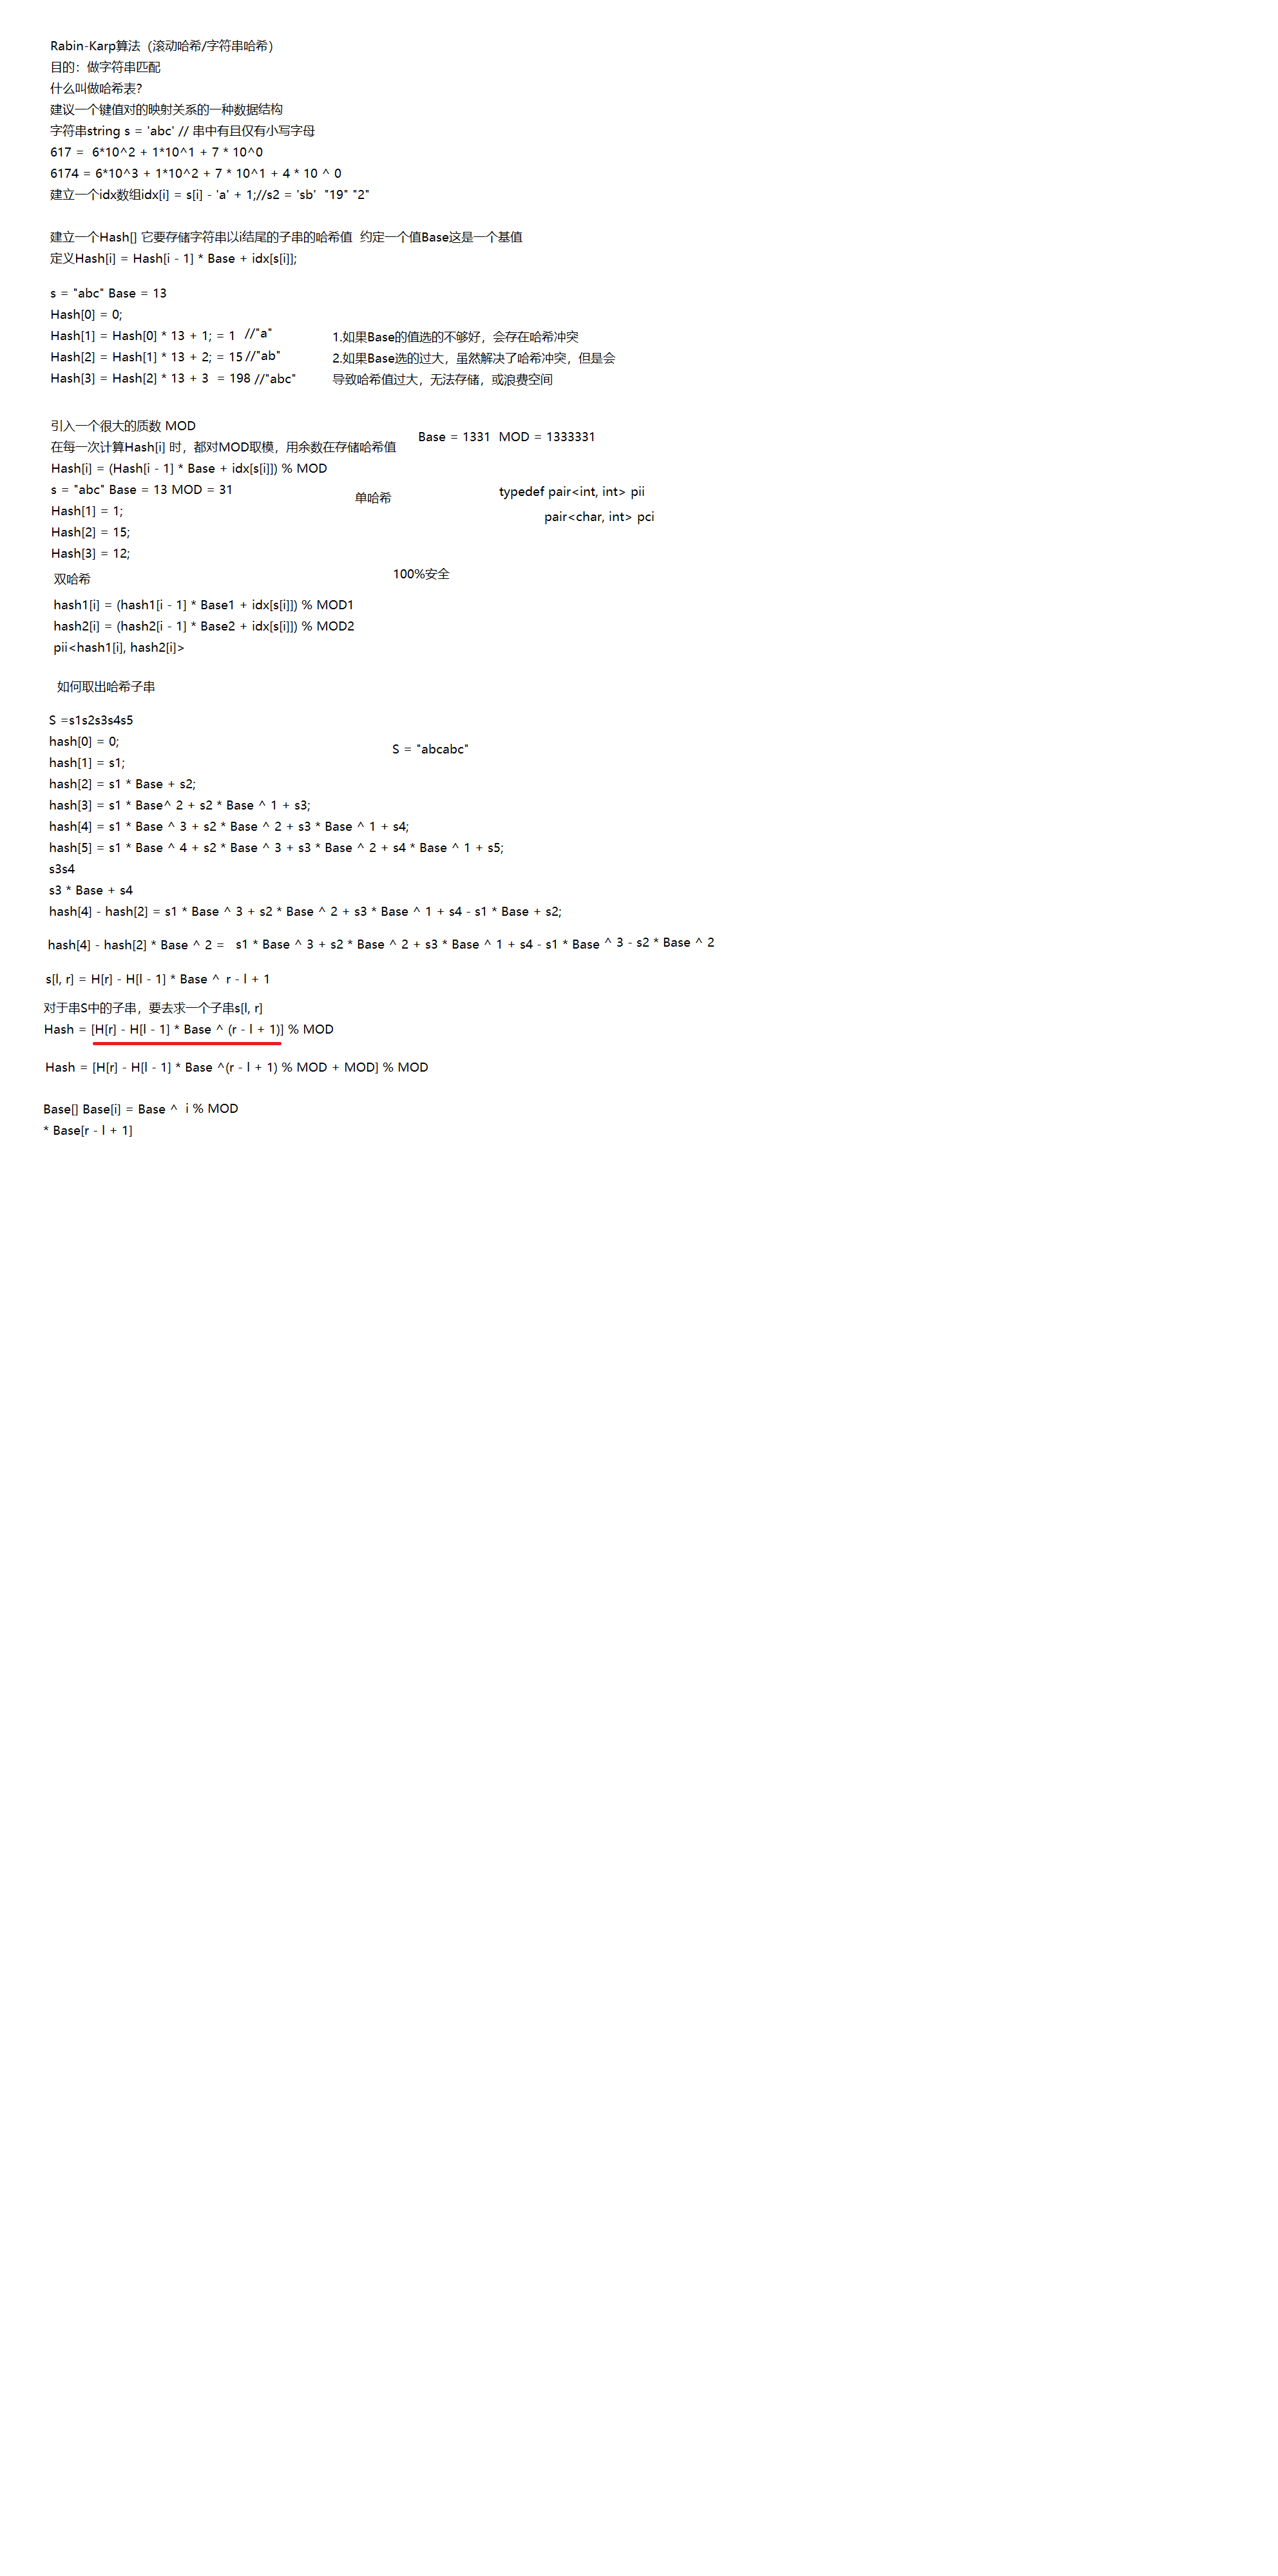 Rabin-Karp算法（滚动哈希/字符串哈希）
目的：做字符串匹配
什么叫做哈希表?
建议一个键值对的映射关系的一种数据结构
字符串string s = 'abc' // 串中有且仅有小写字母
617 =  6*10^2 + 1*10^1 + 7 * 10^0
6174 = 6*10^3 + 1*10^2 + 7 * 10^1 + 4 * 10 ^ 0
建立一个idx数组idx[i] = s[i] - 'a' + 1;//s2 = 'sb'  "19" "2"
建立一个Hash[] 它要存储字符串以i结尾的子串的哈希值  约定一个值Base这是一个基值
定义Hash[i] = Hash[i - 1] * Base + idx[s[i]];
s = "abc" Base = 13
Hash[0] = 0;
Hash[1] = Hash[0] * 13 + 1; = 1  //"a"
Hash[2] = Hash[1] * 13 + 2; = 15 //"ab"
Hash[3] = Hash[2] * 13 + 3  = 198 //"abc"
1.如果Base的值选的不够好，会存在哈希冲突
2.如果Base选的过大，虽然解决了哈希冲突，但是会
导致哈希值过大，无法存储，或浪费空间
引入一个很大的质数 MOD
在每一次计算Hash[i] 时，都对MOD取模，用余数在存储哈希值
Base = 1331  MOD = 1333331
Hash[i] = (Hash[i - 1] * Base + idx[s[i]]) % MOD
s = "abc" Base = 13 MOD = 31
Hash[1] = 1;
Hash[2] = 15;
Hash[3] = 12;
单哈希
typedef pair<int, int> pii
pair<char, int> pci
双哈希
100%安全
hash1[i] = (hash1[i - 1] * Base1 + idx[s[i]]) % MOD1
hash2[i] = (hash2[i - 1] * Base2 + idx[s[i]]) % MOD2
pii<hash1[i], hash2[i]>
如何取出哈希子串
S =s1s2s3s4s5
hash[0] = 0;
S = "abcabc"
hash[1] = s1;
hash[2] = s1 * Base + s2;
hash[3] = s1 * Base^ 2 + s2 * Base ^ 1 + s3;
hash[4] = s1 * Base ^ 3 + s2 * Base ^ 2 + s3 * Base ^ 1 + s4;
hash[5] = s1 * Base ^ 4 + s2 * Base ^ 3 + s3 * Base ^ 2 + s4 * Base ^ 1 + s5;
s3s4
s3 * Base + s4
hash[4] - hash[2] = s1 * Base ^ 3 + s2 * Base ^ 2 + s3 * Base ^ 1 + s4 - s1 * Base + s2;
hash[4] - hash[2] * Base ^ 2 =  s1 * Base ^ 3 + s2 * Base ^ 2 + s3 * Base ^ 1 + s4 - s1 * Base ^ 3 - s2 * Base ^ 2
s[l, r] = H[r] - H[l - 1] * Base ^ r - l + 1
对于串S中的子串，要去求一个子串s[l, r]
Hash = [H[r] - H[l - 1] * Base ^ (r - l + 1)] % MOD
Hash = [H[r] - H[l - 1] * Base ^(r - l + 1) % MOD + MOD] % MOD
Base[] Base[i] = Base ^ i % MOD
* Base[r - l + 1]